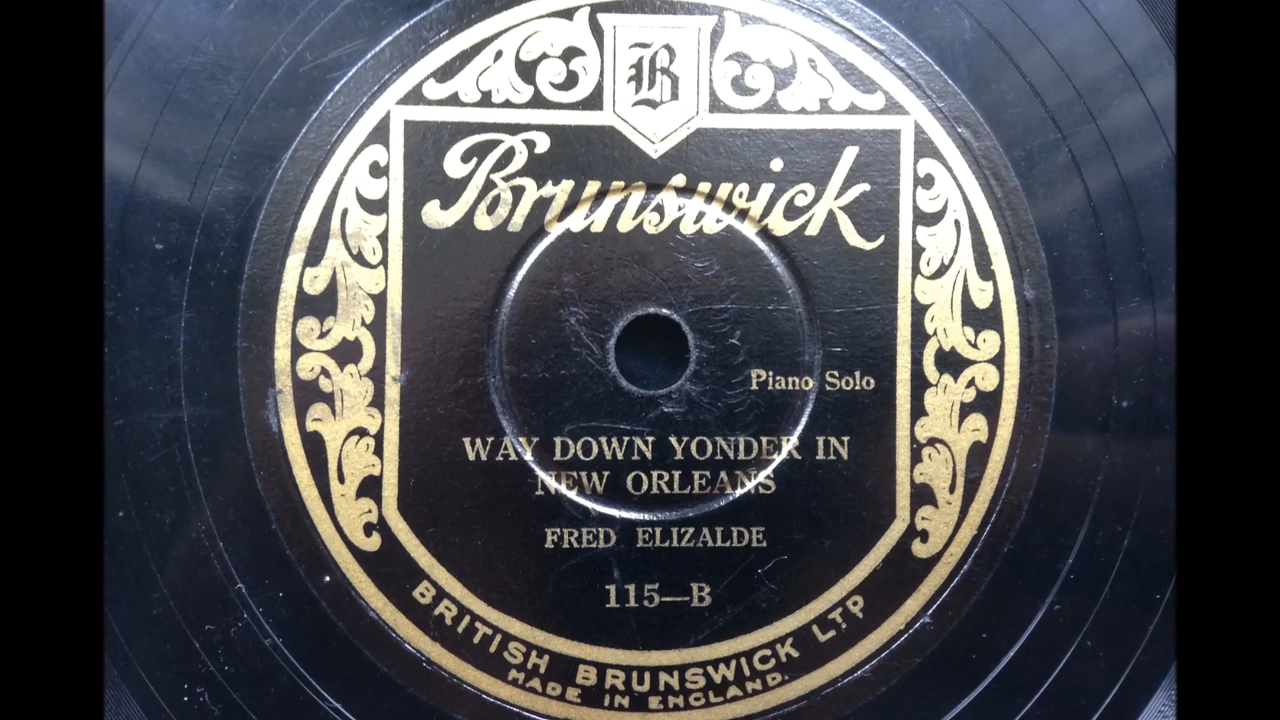 B
Brunswick
Piano Solo
WAY DOWN YONDER IN
NEW ORLEANS
FRED ELIZALDE
115—B
BRITISH BRUNSWICK LTD
MADE IN ENGLAND.